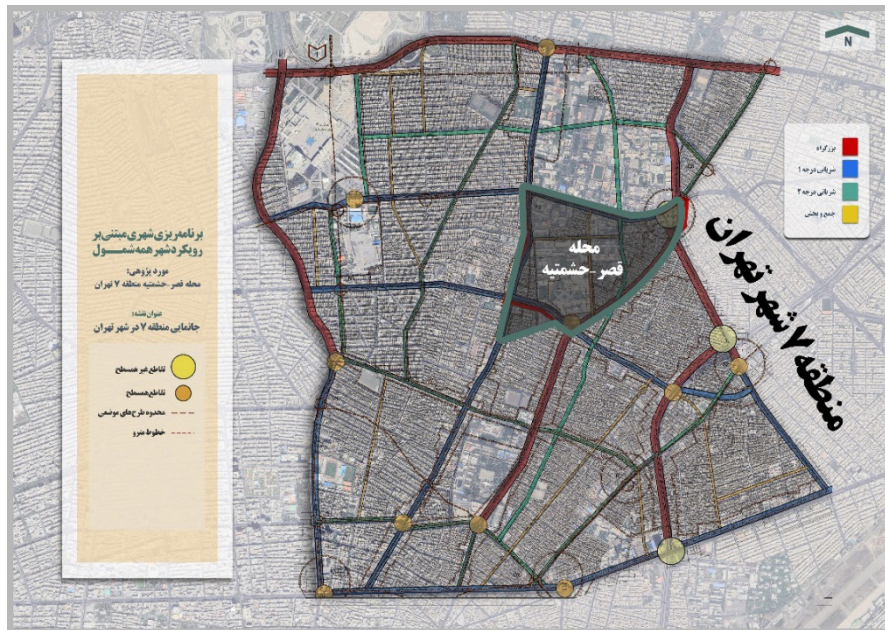 N
بزرگراه
شریانی درجه ۱
شریانی درجه ۲
جمع و پخش
منطقه ۷ شهر تهران
محله
قصر-حشمتیه
برنامه‌ریزی شهری مبتنی بر
رویکرد شهر همه‌شمـــول
مورد پژوهی:
محله قصر-حشمتیه منطقه ۷ تهران
عنوان نقشه:
جانمایی منطقه ۷ در شهر تهران
تقاطع غیر همسطح
تقاطع همسطح
محدوده طرح‌های موضعی
خطوط مترو